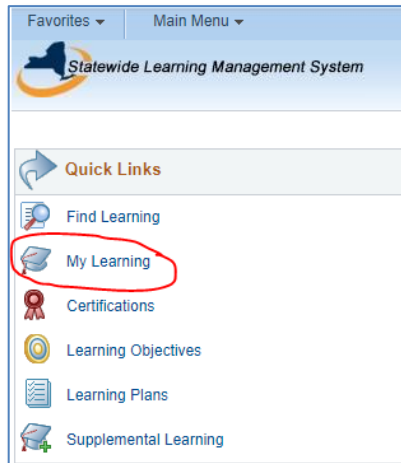 Favorites Main Menu
Statewide Learning Management System
Quick Links
Find Learning
My Learning
Certifications
Learning Objectives
Learning Plans
Supplemental Learning